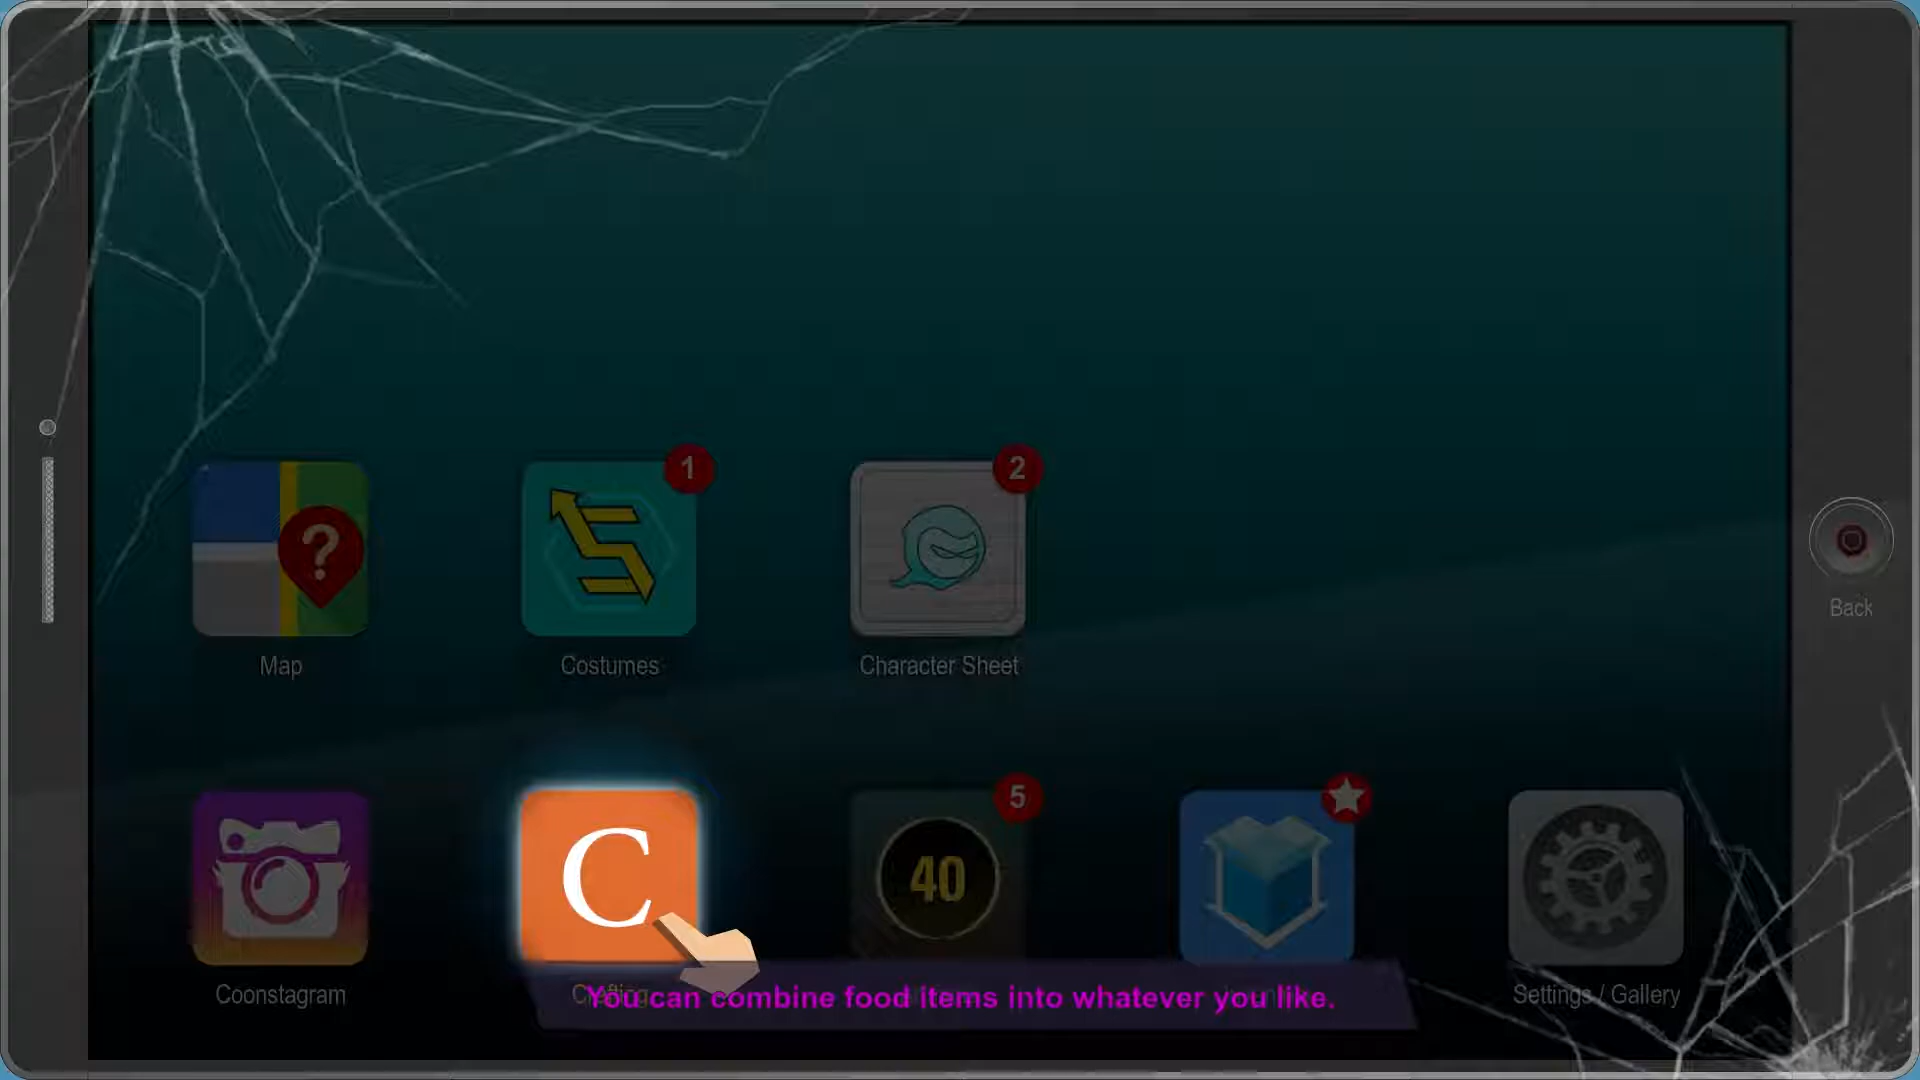 1
2
?
Map
Costumes
Character Sheet
Back
5
C
40
Coonstagram
Crafting
You can combine food items into whatever you like.
Settings / Gallery